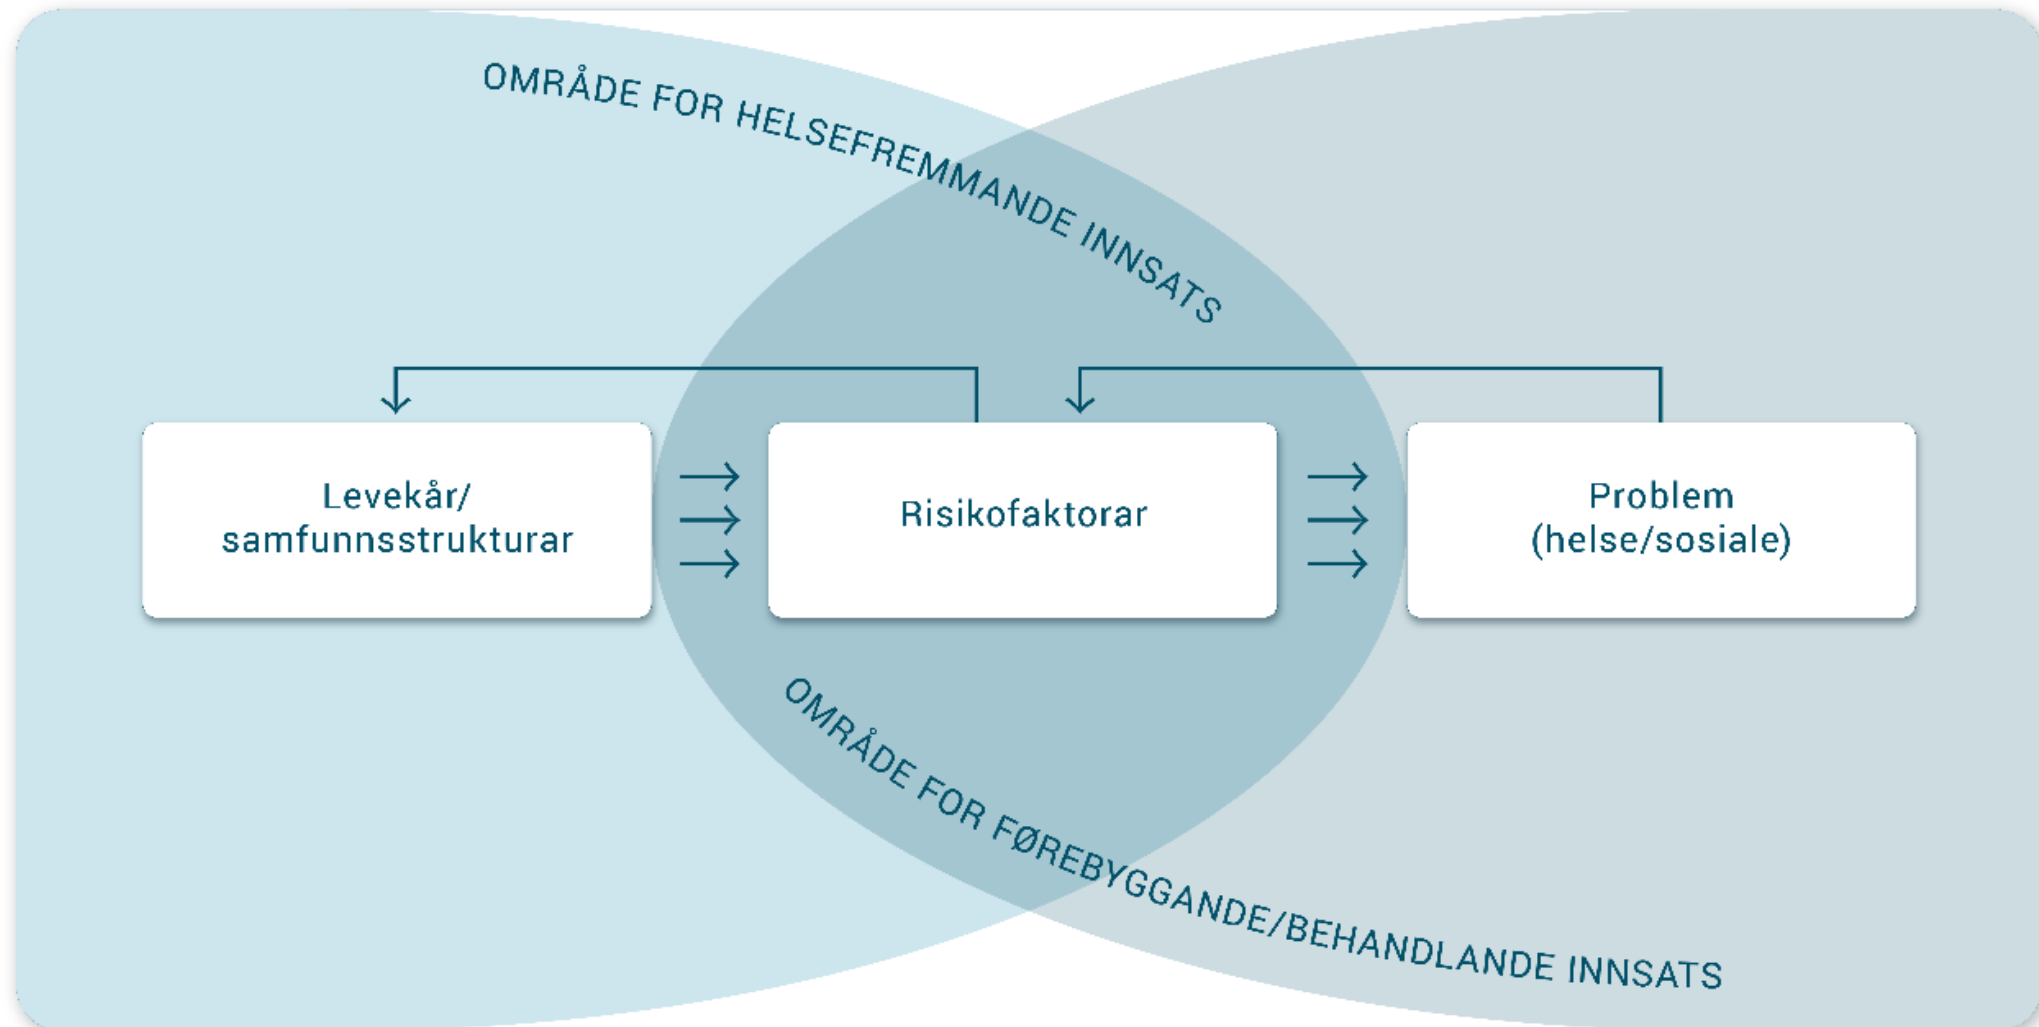 OMRÅDE FOR HELSEFREMMANDE INNSATS
Levekår/
samfunnsstrukturar
Risikofaktorar
Problem
(helse/sosiale)
OMRÅDE FOR FØREBYGGANDE/BEHANDLANDE INNSATS